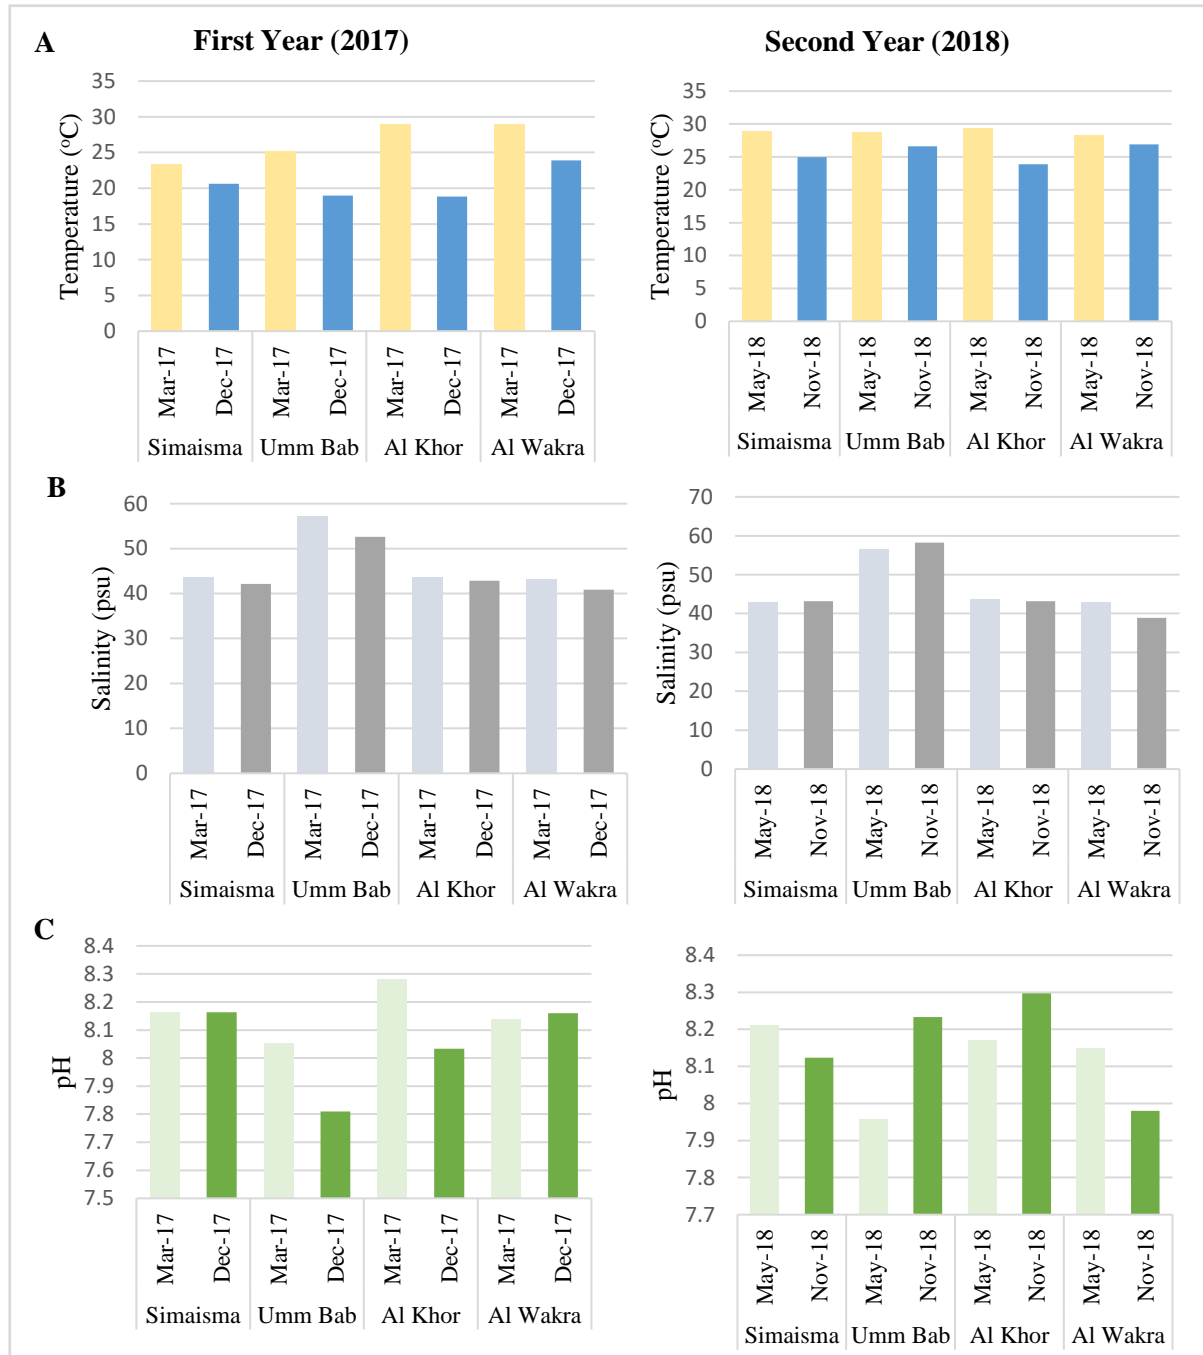 A
First Year (2017)
Second Year (2018)
Temperature (°C)
35
30
25
20
15
10
5
0
Mar-17 Dec-17 Mar-17 Dec-17 Mar-17 Dec-17 Mar-17 Dec-17
Simaisma Umm Bab Al Khor Al Wakra
Temperature (°C)
35
30
25
20
15
10
5
0
May-18 Nov-18 May-18 Nov-18 May-18 Nov-18 May-18 Nov-18
Simaisma Umm Bab Al Khor Al Wakra
B
Salinity (psu)
60
50
40
30
20
10
0
Mar-17 Dec-17 Mar-17 Dec-17 Mar-17 Dec-17 Mar-17 Dec-17
Simaisma Umm Bab Al Khor Al Wakra
Salinity (psu)
70
60
50
40
30
20
10
0
May-18 Nov-18 May-18 Nov-18 May-18 Nov-18 May-18 Nov-18
Simaisma Umm Bab Al Khor Al Wakra
C
pH
8.4
8.3
8.2
8.1
8
7.9
7.8
7.7
7.6
7.5
Mar-17 Dec-17 Mar-17 Dec-17 Mar-17 Dec-17 Mar-17 Dec-17
Simaisma Umm Bab Al Khor Al Wakra
pH
8.4
8.3
8.2
8.1
8
7.9
7.8
7.7
May-18 Nov-18 May-18 Nov-18 May-18 Nov-18 May-18 Nov-18
Simaisma Umm Bab Al Khor Al Wakra